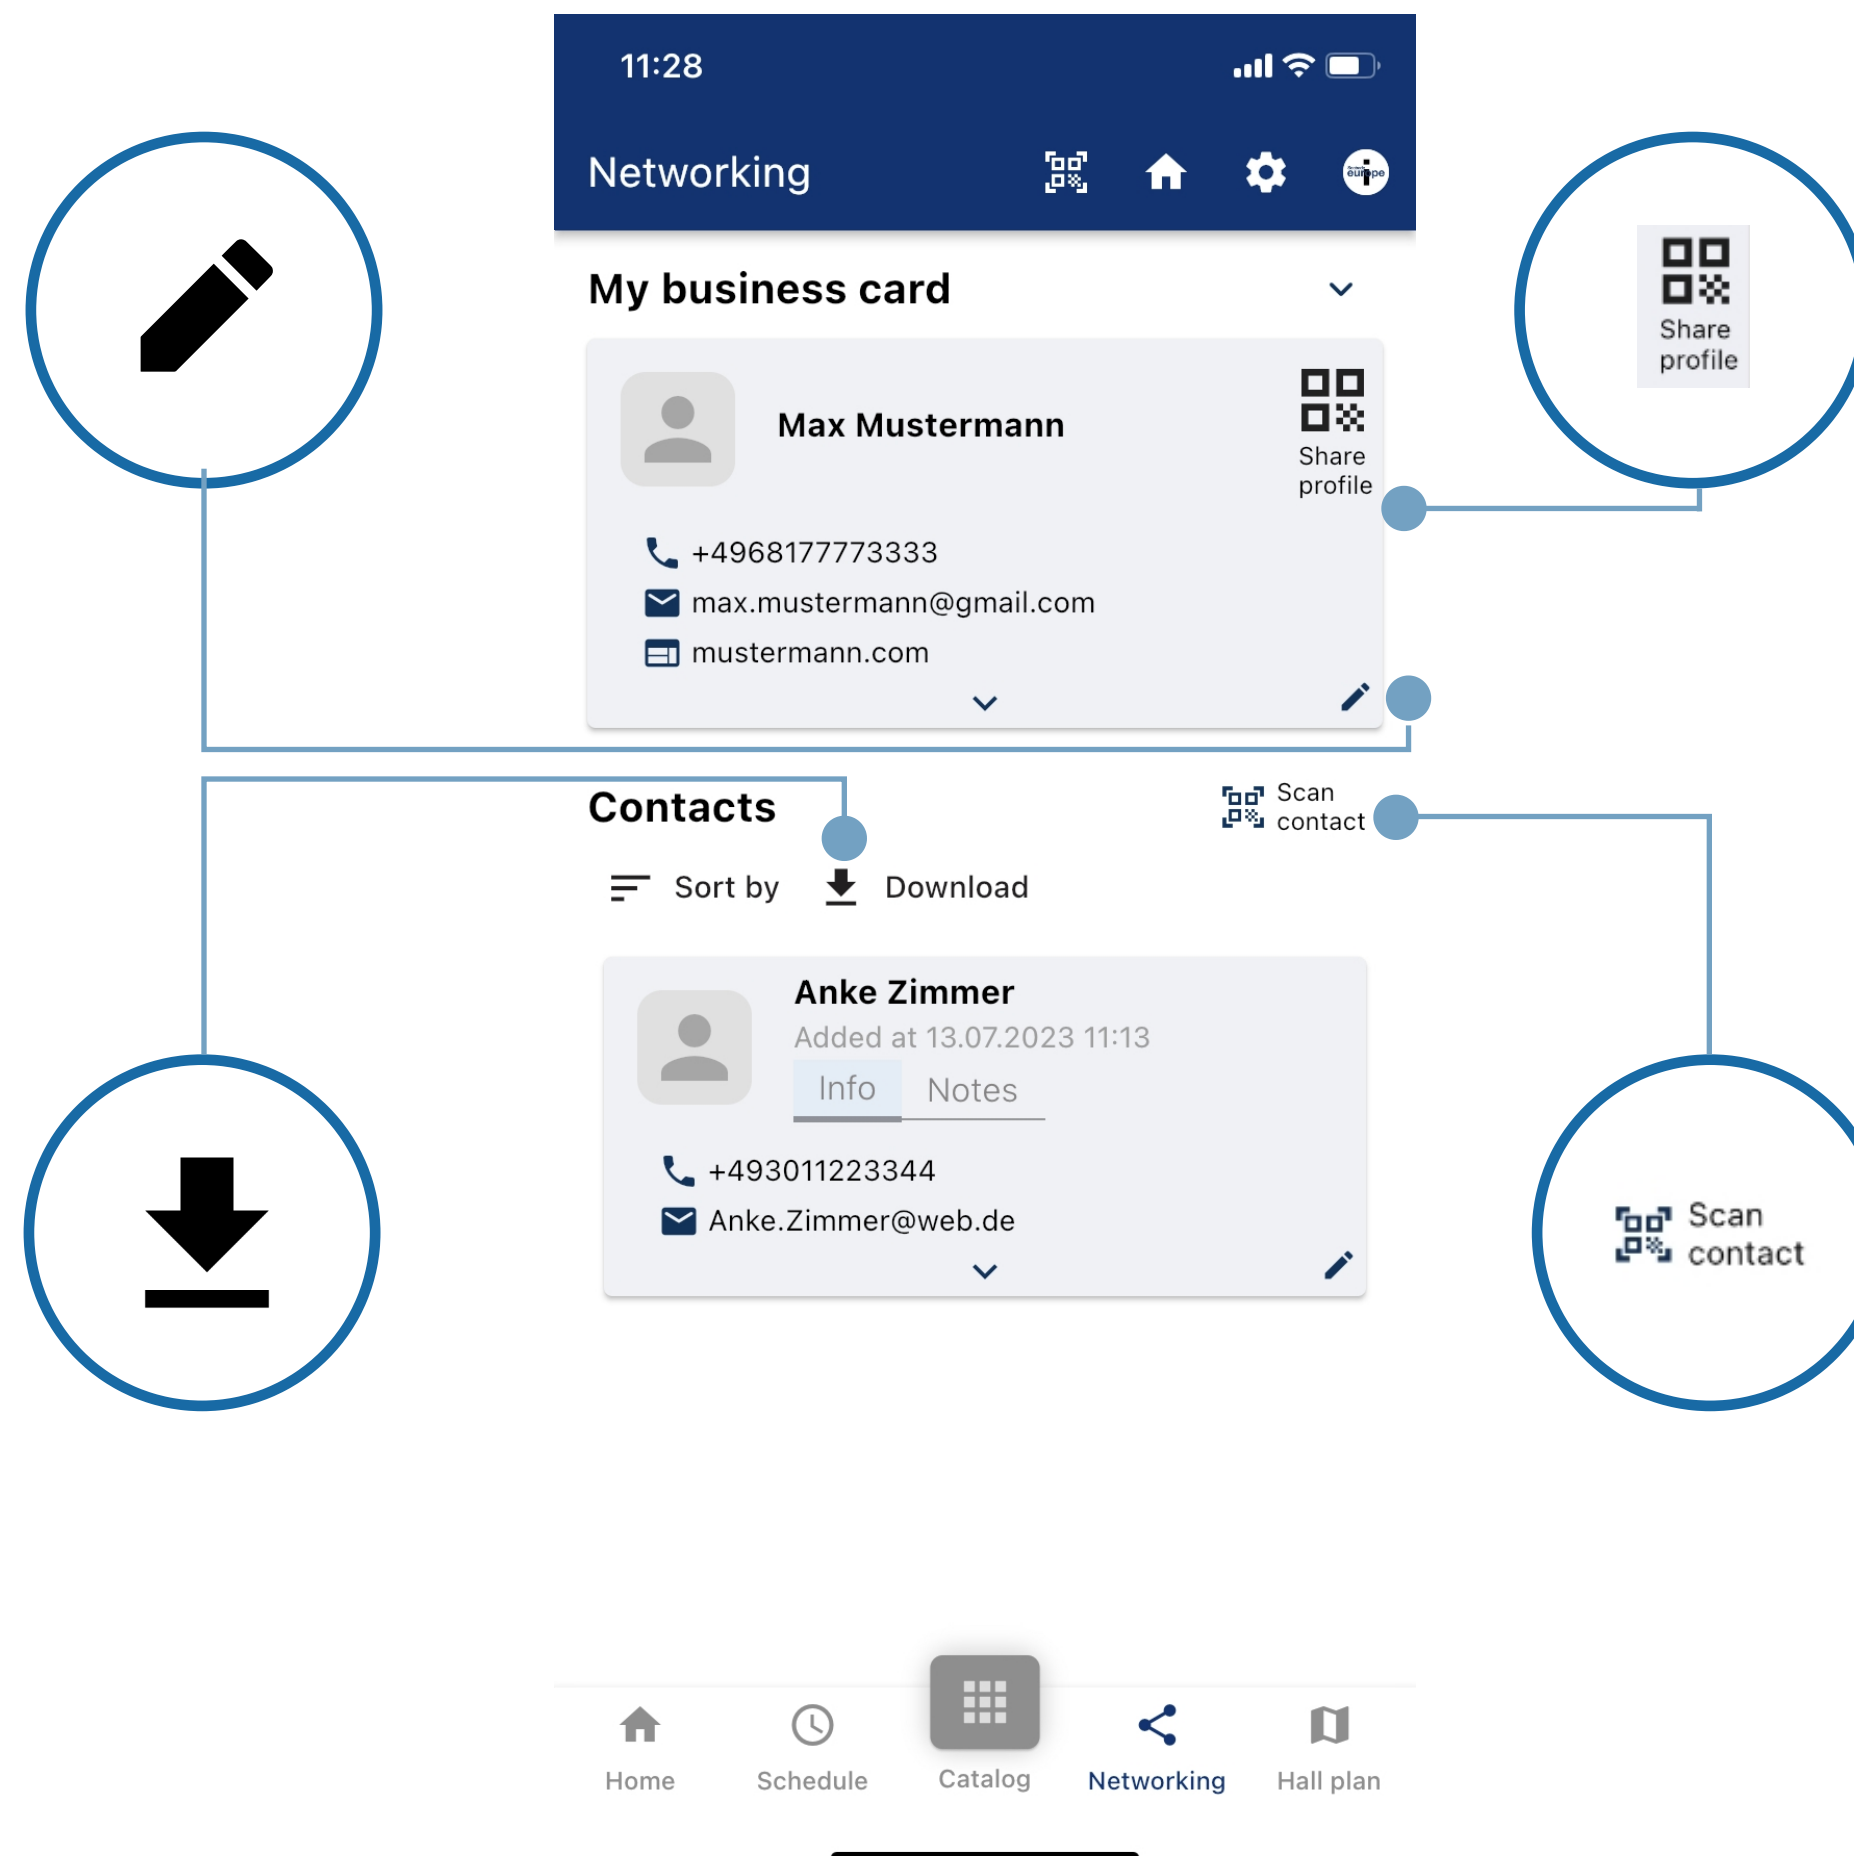 11:28
Networking
europe
My business card
Max Mustermann
Share
profile
+4968177773333
max.mustermann@gmail.com
mustermann.com
Contacts
Scan
contact
Sort by
Download
Anke Zimmer
Added at 13.07.2023 11:13
Info
Notes
+493011223344
Anke.Zimmer@web.de
Home
Schedule
Catalog
Networking
Hall plan
Share
profile
Scan
contact